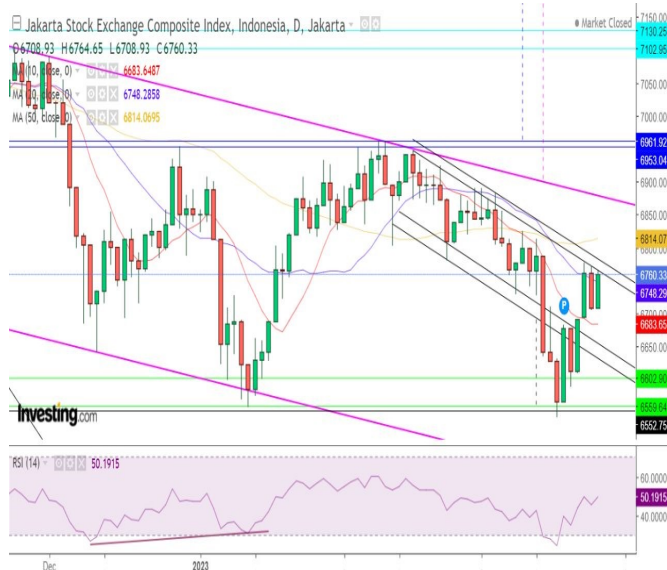 Jakarta Stock Exchange Composite Index, Indonesia, D, Jakarta
Market Closed
O6708.93 H6764.65 L6708.93 C6760.33
(10, close, 0) 6683.6487
MA (20, close, 0) 6748.2858
MA (50, close, 0) 6814.0695
7150.00
7130.25
7102.95
7050.00
7000.00
6961.92
6953.04
6900.00
6850.00
6814.07
6760.33
6748.29
6700.00
6683.65
6650.00
6602.90
6559.64
6552.75
P
Investing.com
RSI (14) 50.1915
60.0000
50.1915
40.0000
Dec 2023